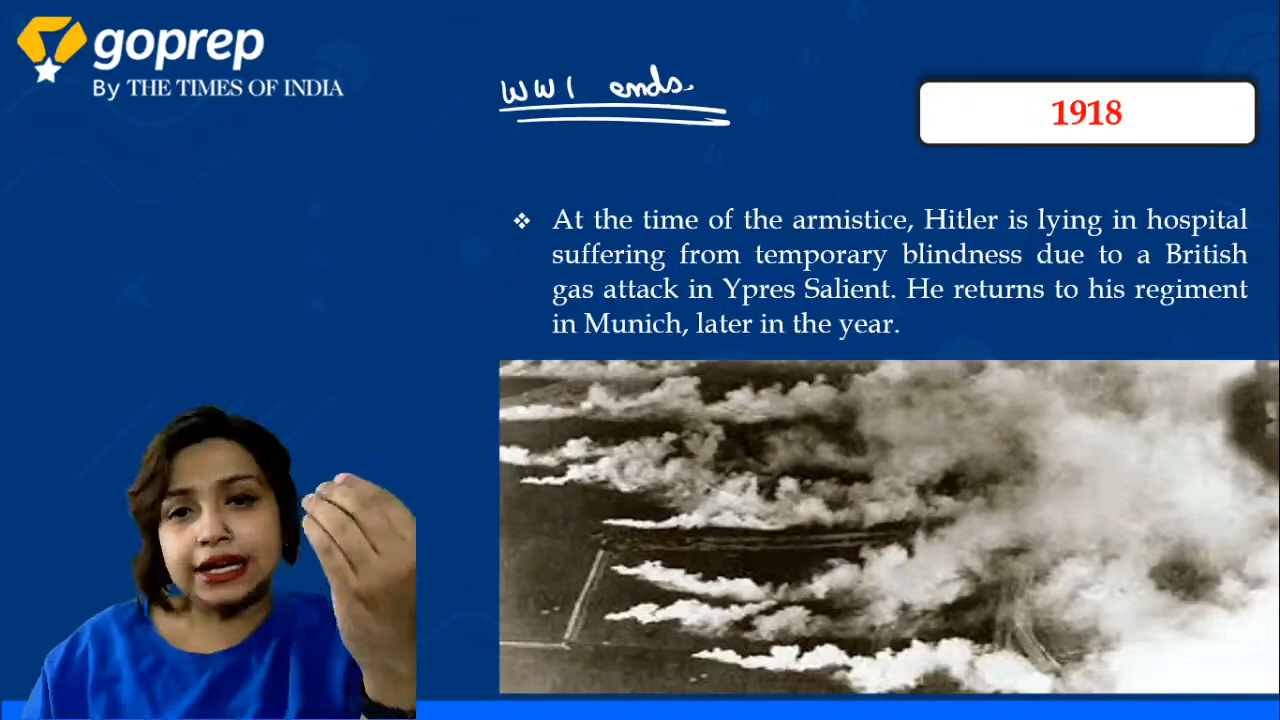 goprep
By THE TIMES OF INDIA
WW1 ends.
1918
❖ At the time of the armistice, Hitler is lying in hospital
suffering from temporary blindness due to a British
gas attack in Ypres Salient. He returns to his regiment
in Munich, later in the year.